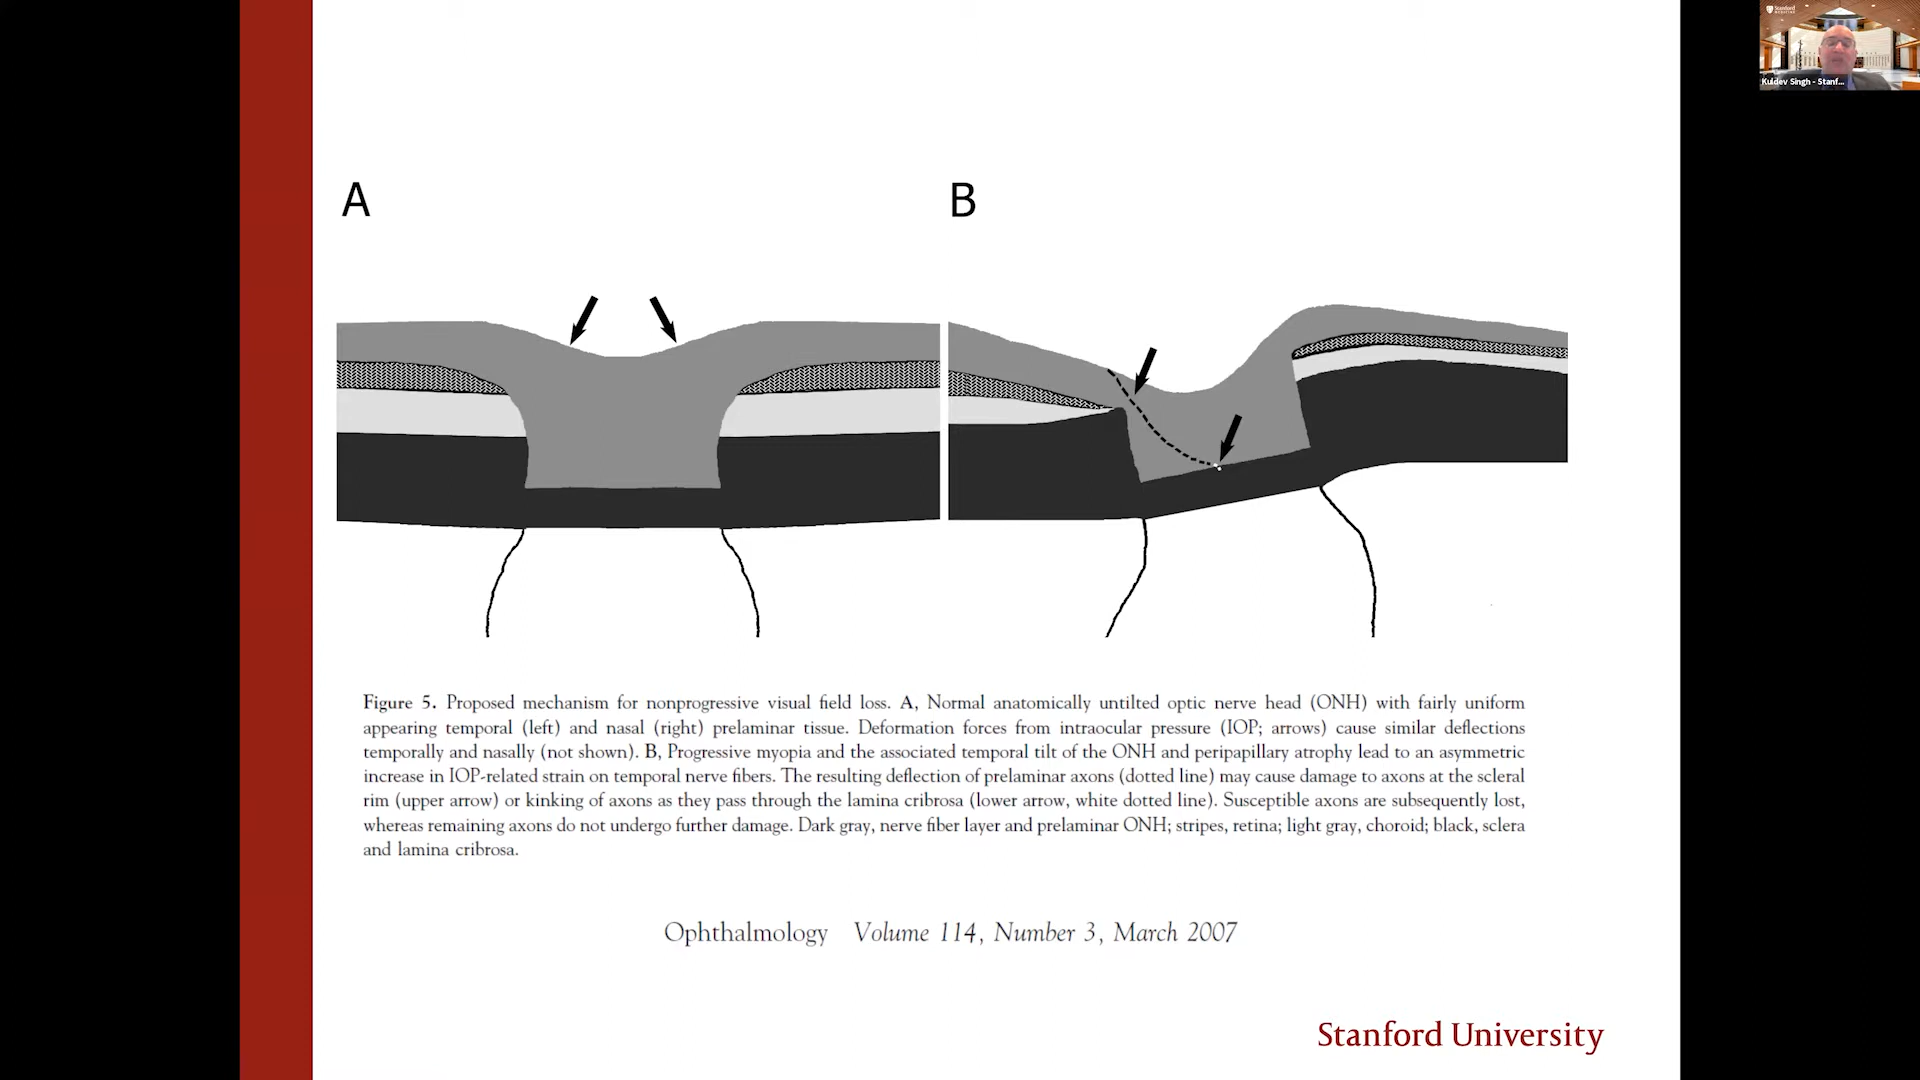 Stanford
MEDICINE
Kuldev Singh - Stanf...
A
B
Figure 5. Proposed mechanism for nonprogressive visual field loss. A, Normal anatomically untilted optic nerve head (ONH) with fairly uniform
appearing temporal (left) and nasal (right) prelaminar tissue. Deformation forces from intraocular pressure (IOP; arrows) cause similar deflections
temporally and nasally (not shown). B, Progressive myopia and the associated temporal tilt of the ONH and peripapillary atrophy lead to an asymmetric
increase in IOP-related strain on temporal nerve fibers. The resulting deflection of prelaminar axons (dotted line) may cause damage to axons at the scleral
rim (upper arrow) or kinking of axons as they pass through the lamina cribrosa (lower arrow, white dotted line). Susceptible axons are subsequently lost,
whereas remaining axons do not undergo further damage. Dark gray, nerve fiber layer and prelaminar ONH; stripes, retina; light gray, choroid; black, sclera
and lamina cribrosa.
Ophthalmology Volume 114, Number 3, March 2007
Stanford University